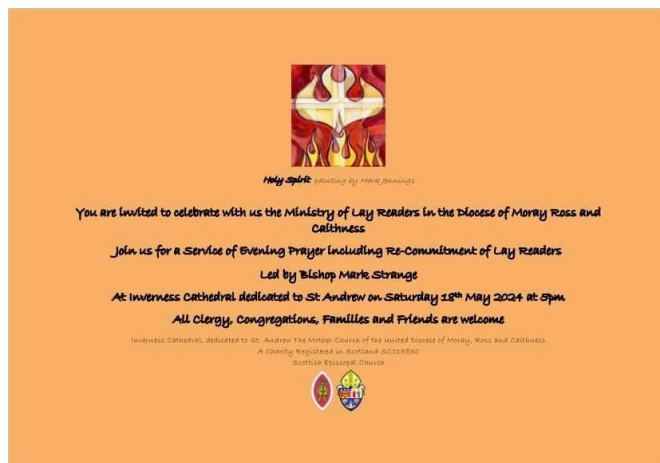 Holy Spirit painting by Mark Jennings
You are invited to celebrate with us the Ministry of Lay Readers in the Diocese of Moray Ross and
Caithness
Join us for a Service of Evening Prayer including Re-Commitment of Lay Readers
Led by Bishop Mark Strange
At Inverness Cathedral dedicated to St Andrew on Saturday 18th May 2024 at 5pm
All Clergy, Congregations, Families and Friends are welcome
Inverness Cathedral, dedicated to St. Andrew The Mother Church of the United Diocese of Moray, Ross and Caithness
A Charity Registered in Scotland
Scottish Episcopal Church